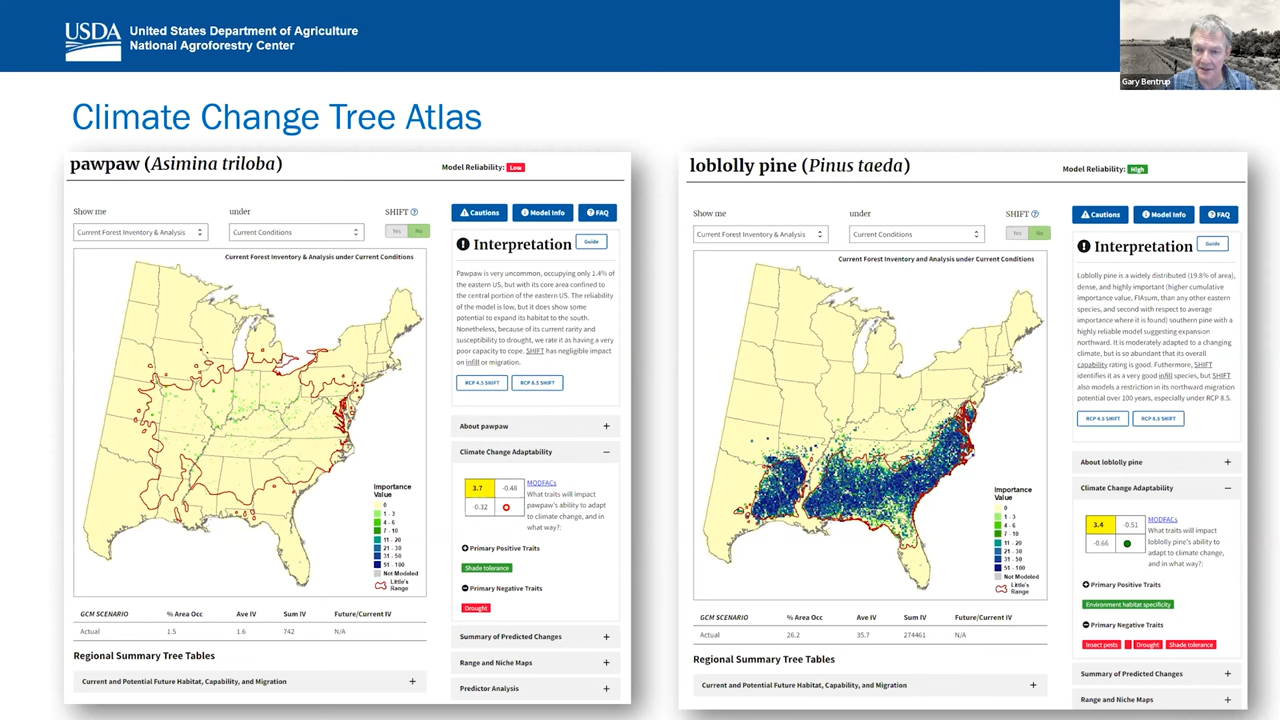 USDA
United States Department of Agriculture
National Agroforestry Center
Gary Bentrup
Climate Change Tree Atlas
pawpaw (Asimina triloba)
Model Reliability: Low
Show me
under
SHIFT ?
Current Forest Inventory & Analysis
Current Conditions
Yes No
Cautions
Model Info
FAQ
Current Forest Inventory & Analysis under Current Conditions
Importance
Value
0
1 - 3
4 - 6
7 - 10
11 - 20
21 - 30
31 - 50
51 - 100
Not Modeled
Little's
Range
GCM SCENARIO % Area Occ Ave IV Sum IV Future/Current IV
Actual 1.5 1.6 742 N/A
Regional Summary Tree Tables
Current and Potential Future Habitat, Capability, and Migration +
Interpretation Guide
Pawpaw is very uncommon, occupying only 1.4% of
the eastern US, but with its core area confined to
the central portion of the eastern US. The reliability
of the model is low, but it does show some
potential to expand its habitat to the south.
Nonetheless, because of its current rarity and
susceptibility to drought, we rate it as having a very
poor capacity to cope. SHIFT has negligible impact
on infill or migration.
RCP 4.5 SHIFT
RCP 8.5 SHIFT
About pawpaw +
Climate Change Adaptability −
3.7 -0.48
-0.32
MODFACs
What traits will impact
pawpaw's ability to adapt
to climate change, and in
what way?:
Primary Positive Traits
Shade tolerance
Primary Negative Traits
Drought
Summary of Predicted Changes +
Range and Niche Maps +
Predictor Analysis +
loblolly pine (Pinus taeda)
Model Reliability: High
Show me
under
SHIFT ?
Current Forest Inventory & Analysis
Current Conditions
Yes No
Cautions
Model Info
FAQ
Current Forest Inventory and Analysis under Current Conditions
Importance
Value
0
1 - 3
4 - 6
7 - 10
11 - 20
21 - 30
31 - 50
51 - 100
Not Modeled
Little's
Range
GCM SCENARIO % Area Occ Ave IV Sum IV Future/Current IV
Actual 26.2 35.7 274461 N/A
Regional Summary Tree Tables
Current and Potential Future Habitat, Capability, and Migration +
Interpretation Guide
Loblolly pine is a widely distributed (19.8% of area),
dense, and highly important (higher cumulative
importance value, FIAsum, than any other eastern
species, and second with respect to average
importance where it is found) southern pine with a
highly reliable model suggesting expansion
northward. It is moderately adapted to a changing
climate, but is so abundant that its overall
capability rating is good. Futhermore, SHIFT
identifies it as a very good infill species, but SHIFT
also models a restriction in its northward migration
potential over 100 years, especially under RCP 8.5.
RCP 4.5 SHIFT
RCP 8.5 SHIFT
About loblolly pine +
Climate Change Adaptability −
3.4 -0.51
-0.66
MODFACs
What traits will impact
loblolly pine's ability to
adapt to climate change,
and in what way?:
Primary Positive Traits
Environment habitat specificity
Primary Negative Traits
Insect pests Drought Shade tolerance
Summary of Predicted Changes +
Range and Niche Maps +